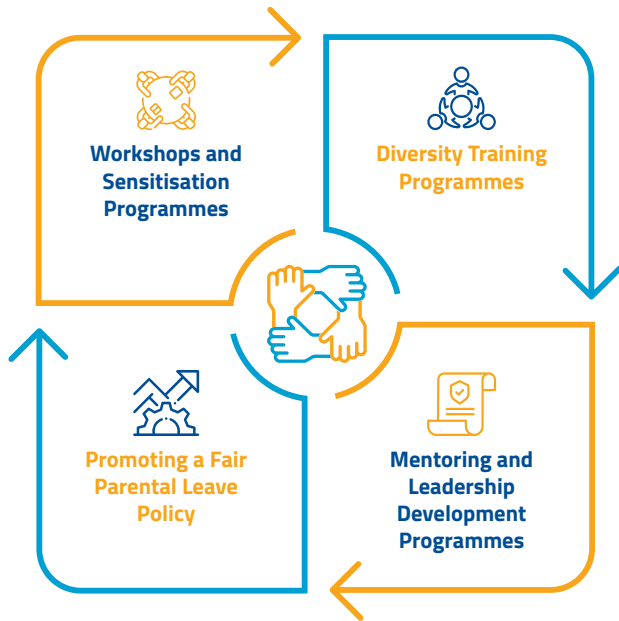 Workshops and
Sensitisation
Programmes
Diversity Training
Programmes
Promoting a Fair
Parental Leave
Policy
Mentoring and
Leadership
Development
Programmes